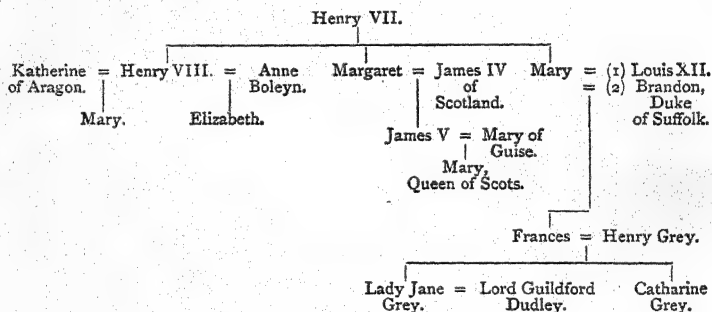 Henry VII.
Katherine = Henry VIII. = Anne Margaret = James IV Mary = (1) Louis XII.
of Aragon. Boleyn. of = (2) Brandon,
Scotland. Duke
Mary. Elizabeth. of Suffolk.
James V = Mary of
Guise.
Mary,
Queen of Scots.
Frances = Henry Grey.
Lady Jane = Lord Guildford Catharine
Grey. Dudley. Grey.